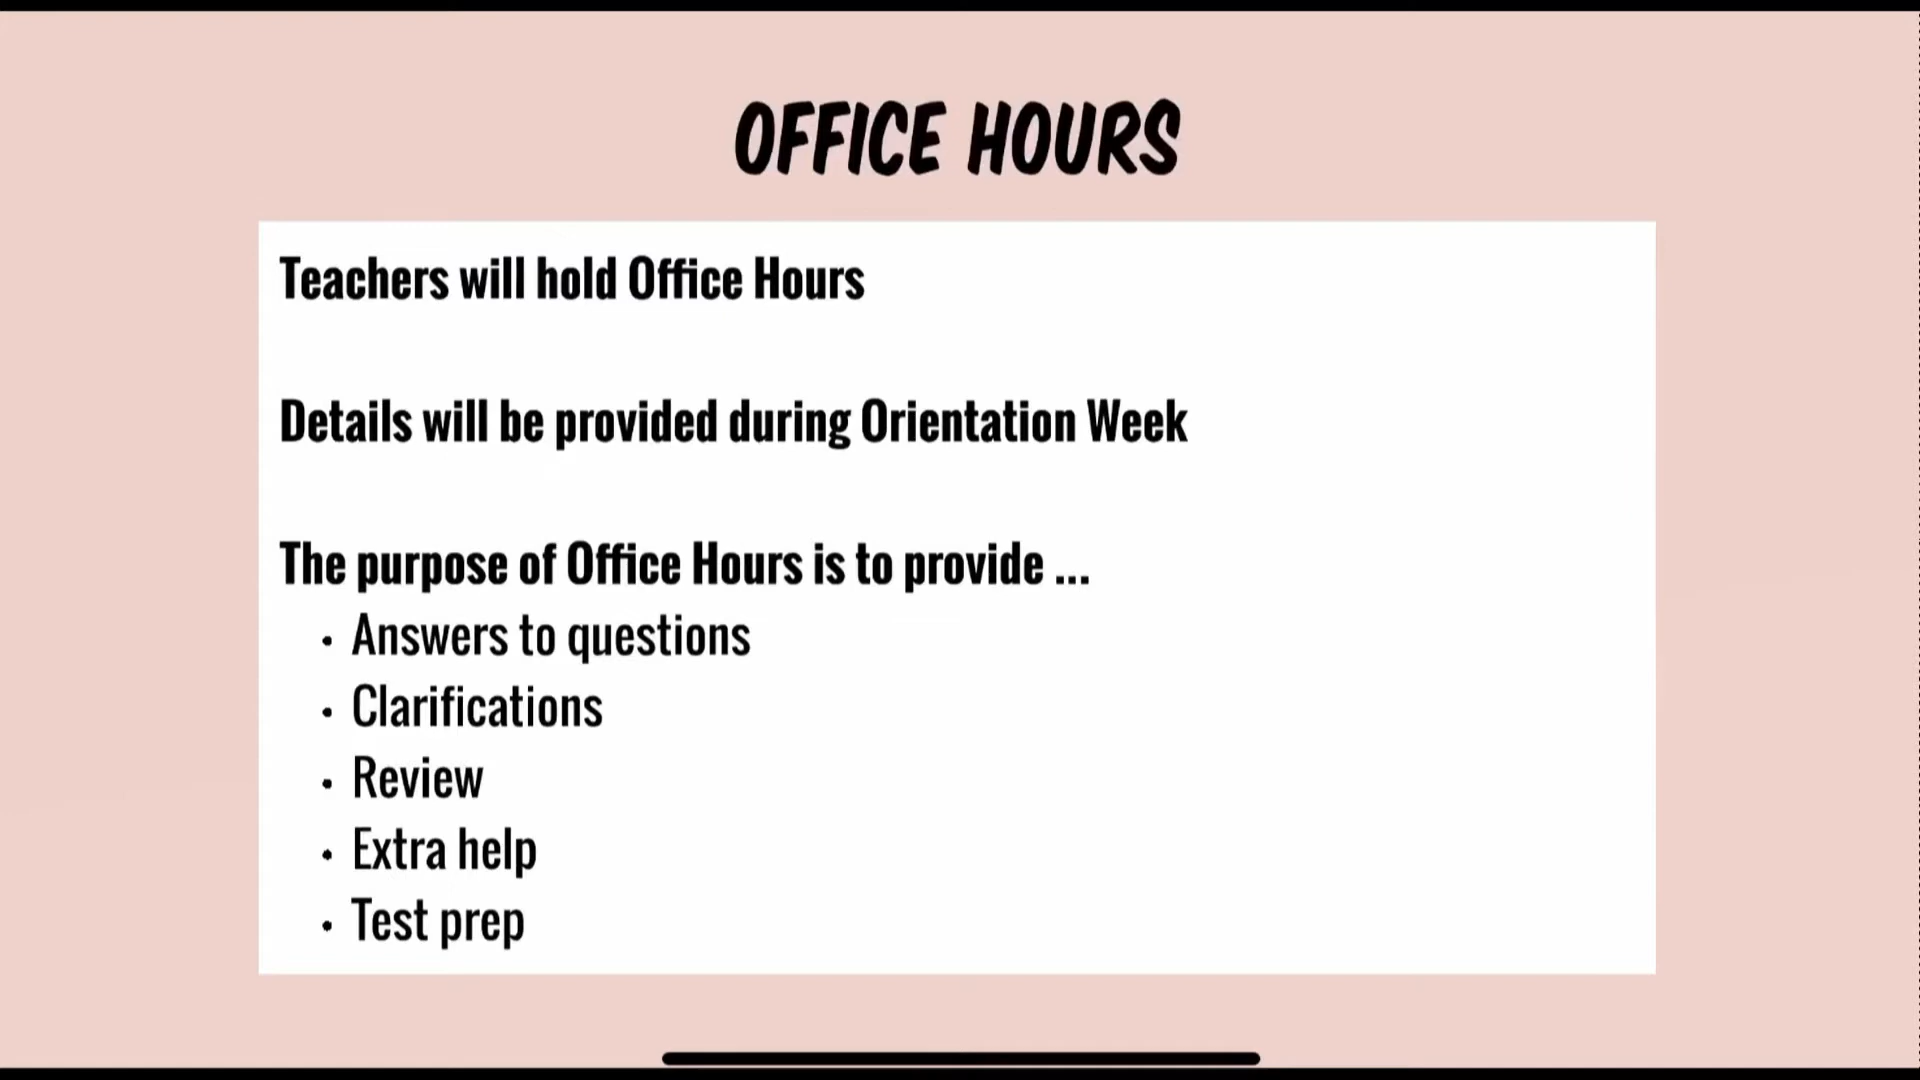 OFFICE HOURS
Teachers will hold Office Hours
Details will be provided during Orientation Week
The purpose of Office Hours is to provide ...
• Answers to questions
• Clarifications
• Review
• Extra help
• Test prep